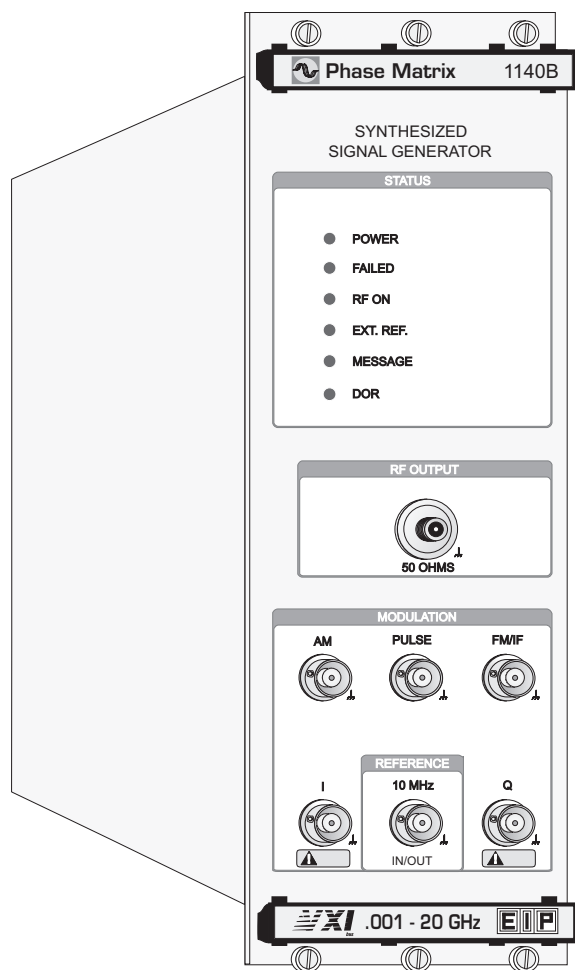 Phase Matrix 1140B
SYNTHESIZED
SIGNAL GENERATOR
STATUS
POWER
FAILED
RF ON
EXT. REF.
MESSAGE
DOR
RF OUTPUT
50 OHMS
MODULATION
AM PULSE FM/IF
REFERENCE
I 10 MHz Q
IN/OUT
VXI bus .001 - 20 GHz EIP